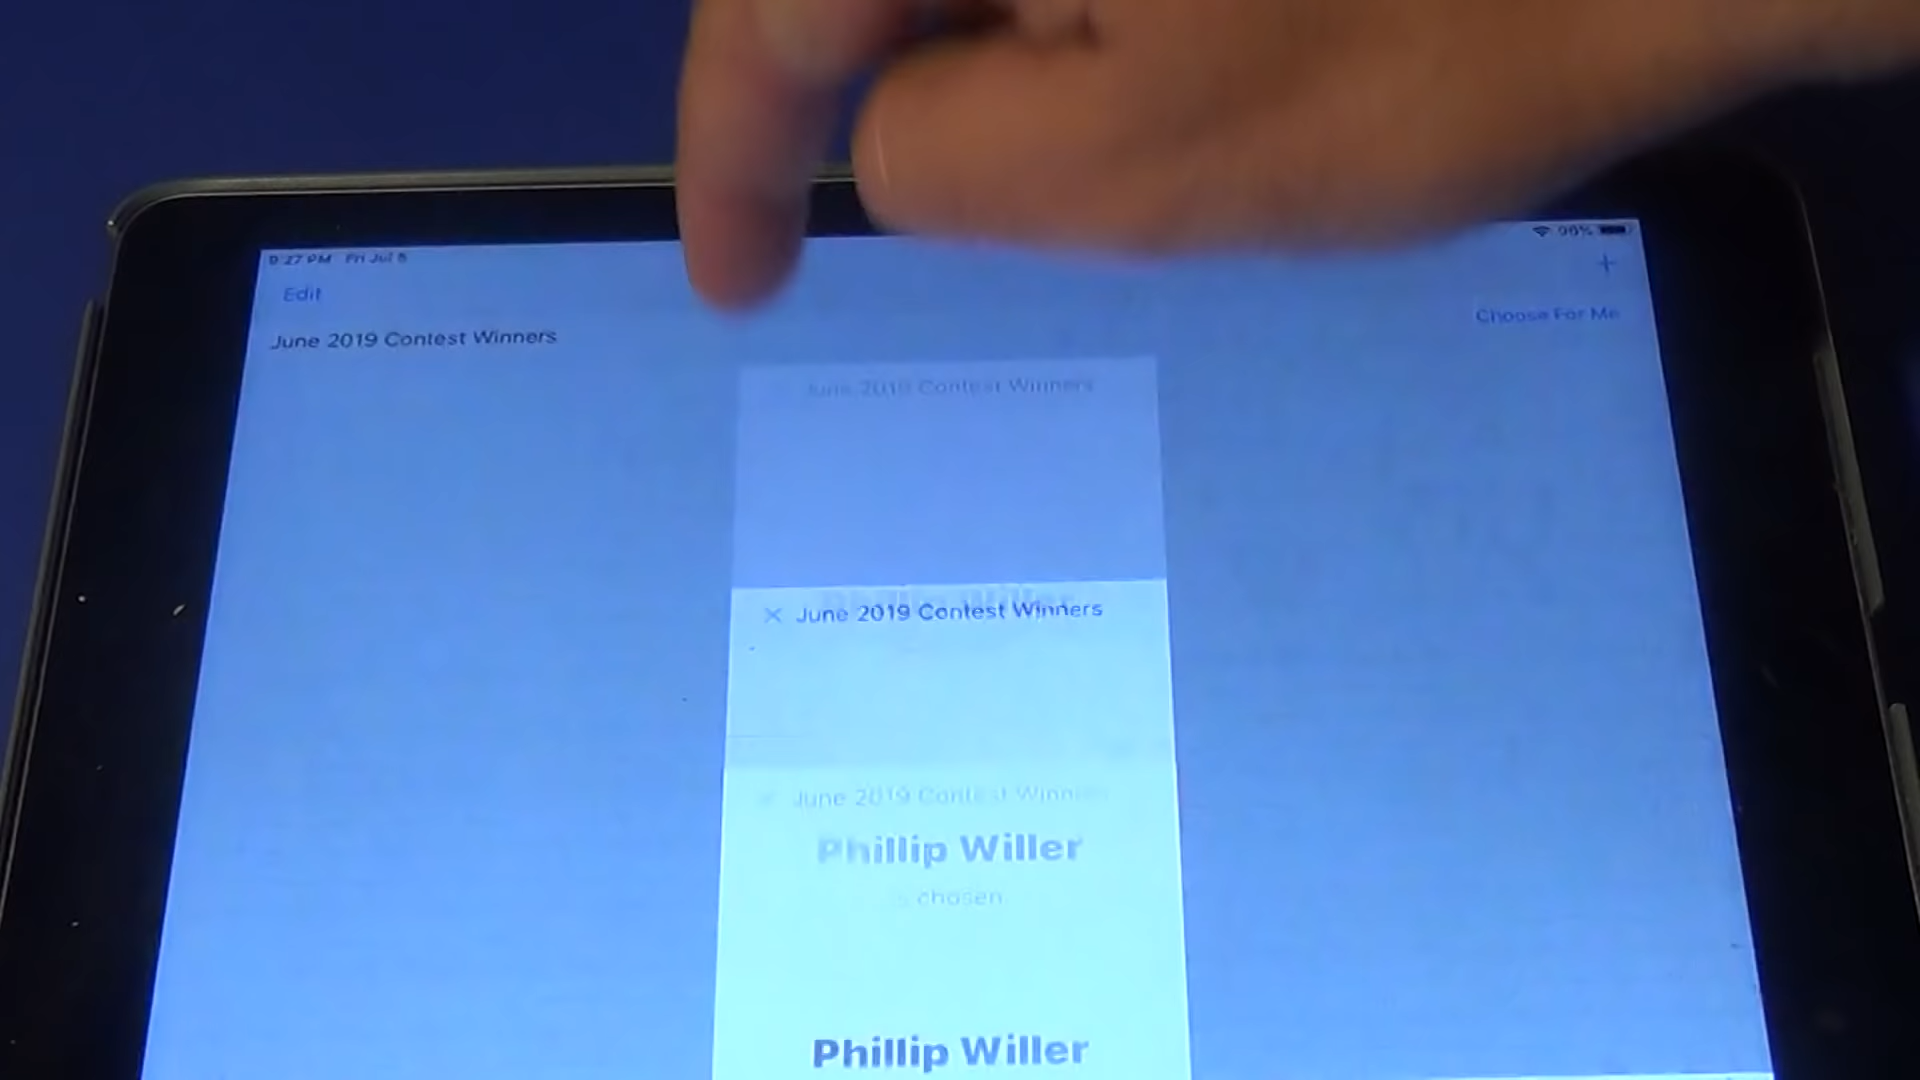 9:27 PM Fri Jul 5
96%
Edit
Choose For Me
June 2019 Contest Winners
June 2019 Contest Winners
Phillip Willer
June 2019 Contest Winners
June 2019 Contest Winners
Phillip Willer
chosen
Phillip Willer